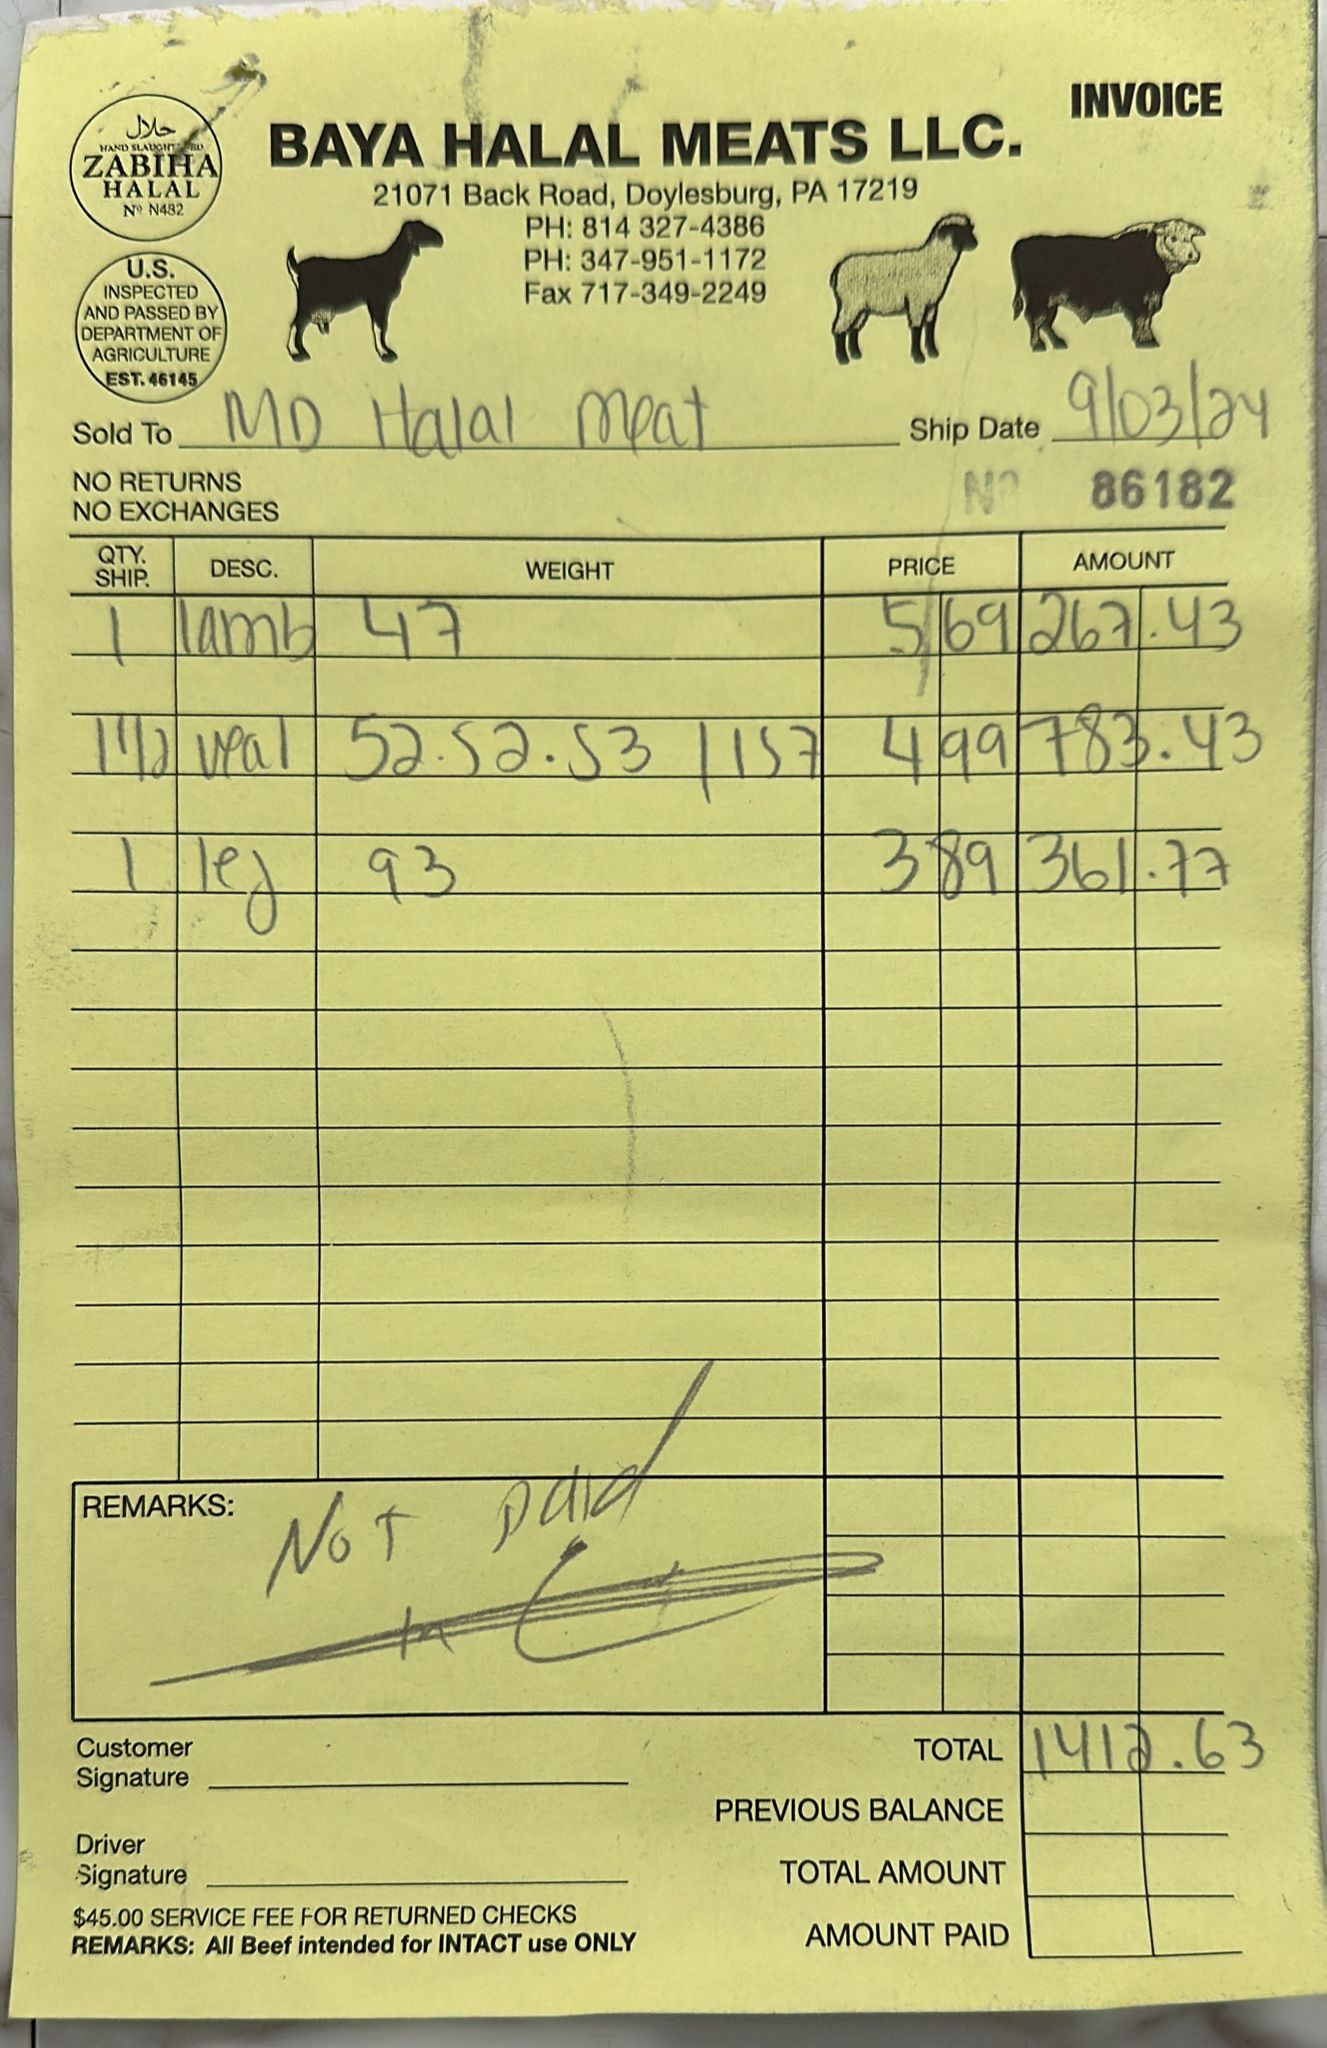 INVOICE
حلال
HAND SLAUGHTERED
ZABIHA
HALAL
Nº N482
BAYA HALAL MEATS LLC.
21071 Back Road, Doylesburg, PA 17219
PH: 814 327-4386
PH: 347-951-1172
Fax 717-349-2249
U.S.
INSPECTED
AND PASSED BY
DEPARTMENT OF
AGRICULTURE
EST. 46145
Sold To MD Halal Meat Ship Date 9/03/24
NO RETURNS
NO EXCHANGES
Nº 86182
QTY. SHIP. DESC. WEIGHT PRICE AMOUNT
1 lamb 47 5 69 267.43
1 1/2 veal 52.52.53 | 157 4 99 783.43
1 leg 93 3 89 361.77
REMARKS:
NOT Paid
TOTAL 1412.63
Customer
Signature
PREVIOUS BALANCE
Driver
Signature
TOTAL AMOUNT
$45.00 SERVICE FEE FOR RETURNED CHECKS
REMARKS: All Beef intended for INTACT use ONLY
AMOUNT PAID